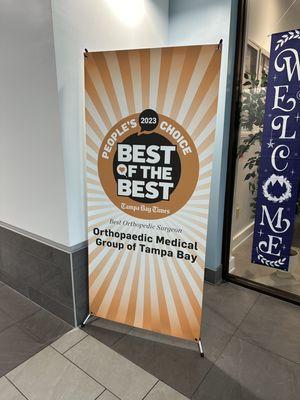 PEOPLE'S 2023 CHOICE
BEST
OF THE
BEST
Tampa Bay Times
Best Orthopedic Surgeon
Orthopaedic Medical
Group of Tampa Bay
WELCOME